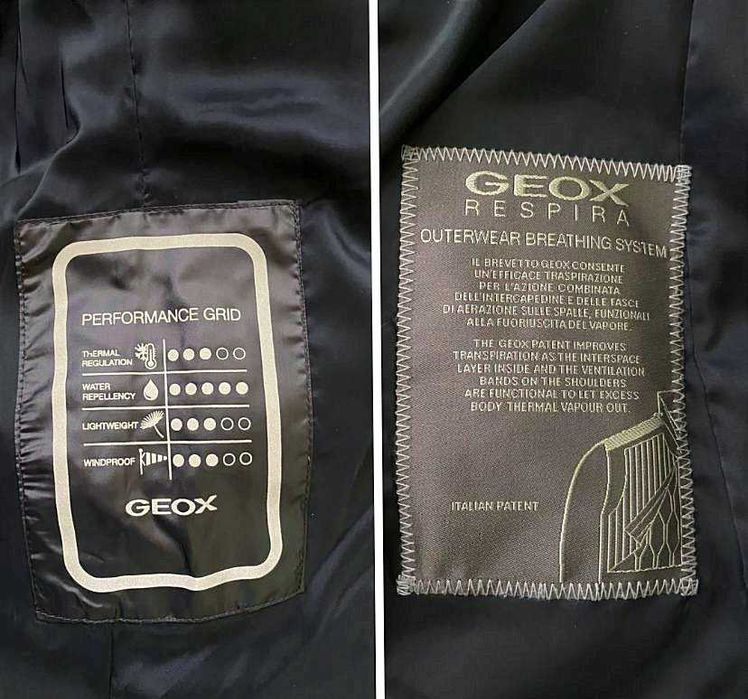 PERFORMANCE GRID
THERMAL
REGULATION
WATER
REPELLENCY
LIGHTWEIGHT
WINDPROOF
GEOX
GEOX
RESPIRA
OUTERWEAR BREATHING SYSTEM
IL BREVETTO GEOX CONSENTE
UN'EFFICACE TRASPIRAZIONE
PER L'AZIONE COMBINATA
DELL'INTERCAPEDINE E DELLE FASCE
DI AERAZIONE SULLE SPALLE, FUNZIONALI
ALLA FUORIUSCITA DEL VAPORE.
THE GEOX PATENT IMPROVES
TRANSPIRATION AS THE INTERSPACE
LAYER INSIDE AND THE VENTILATION
BANDS ON THE SHOULDERS
ARE FUNCTIONAL TO LET EXCESS
BODY THERMAL VAPOUR OUT.
ITALIAN PATENT